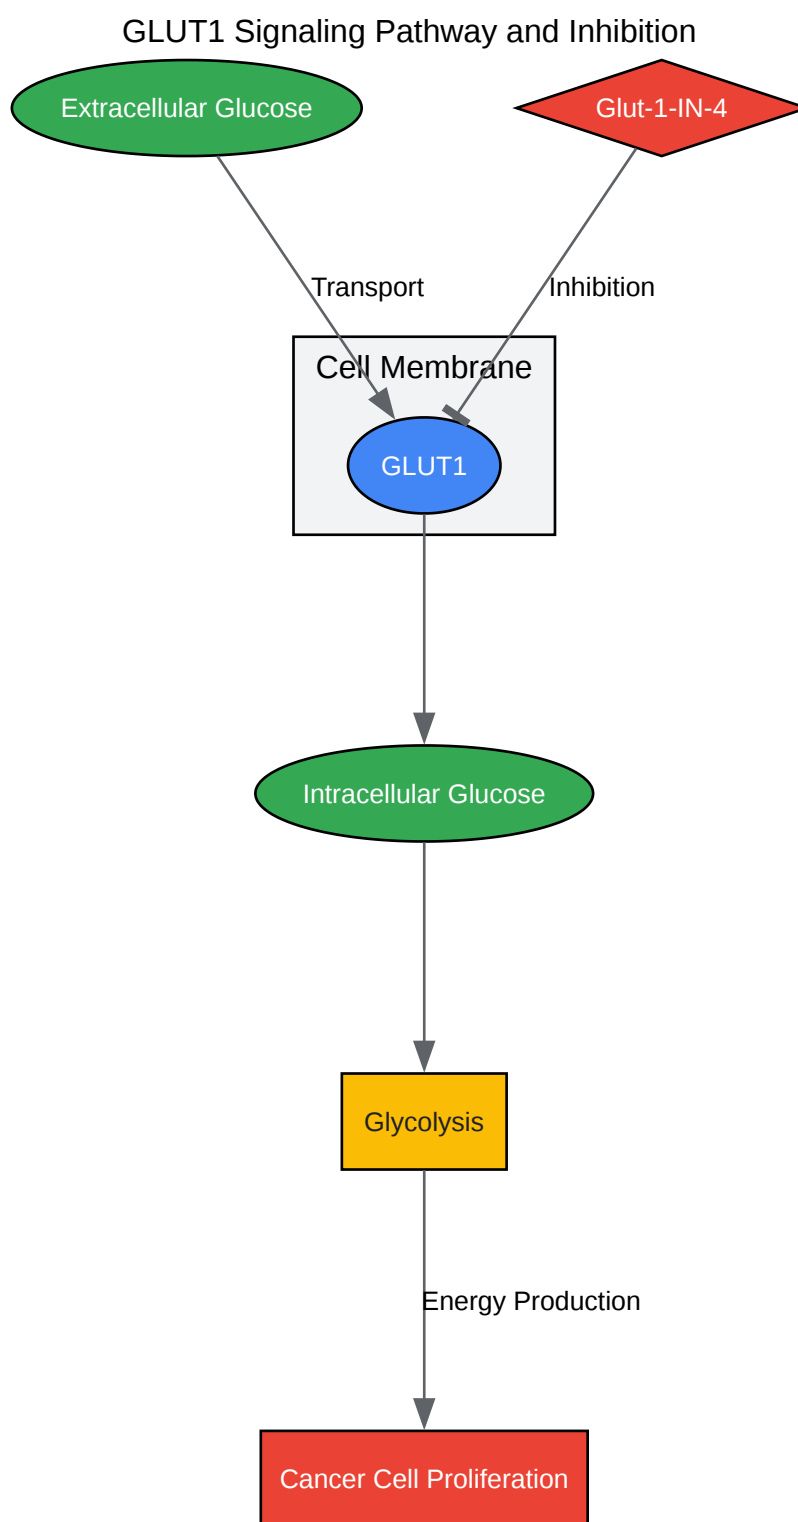 GLUT1 Signaling Pathway and Inhibition
Extracellular Glucose
Glut-1-IN-4
Transport
Inhibition
Cell Membrane
GLUT1
Intracellular Glucose
Glycolysis
Energy Production
Cancer Cell Proliferation